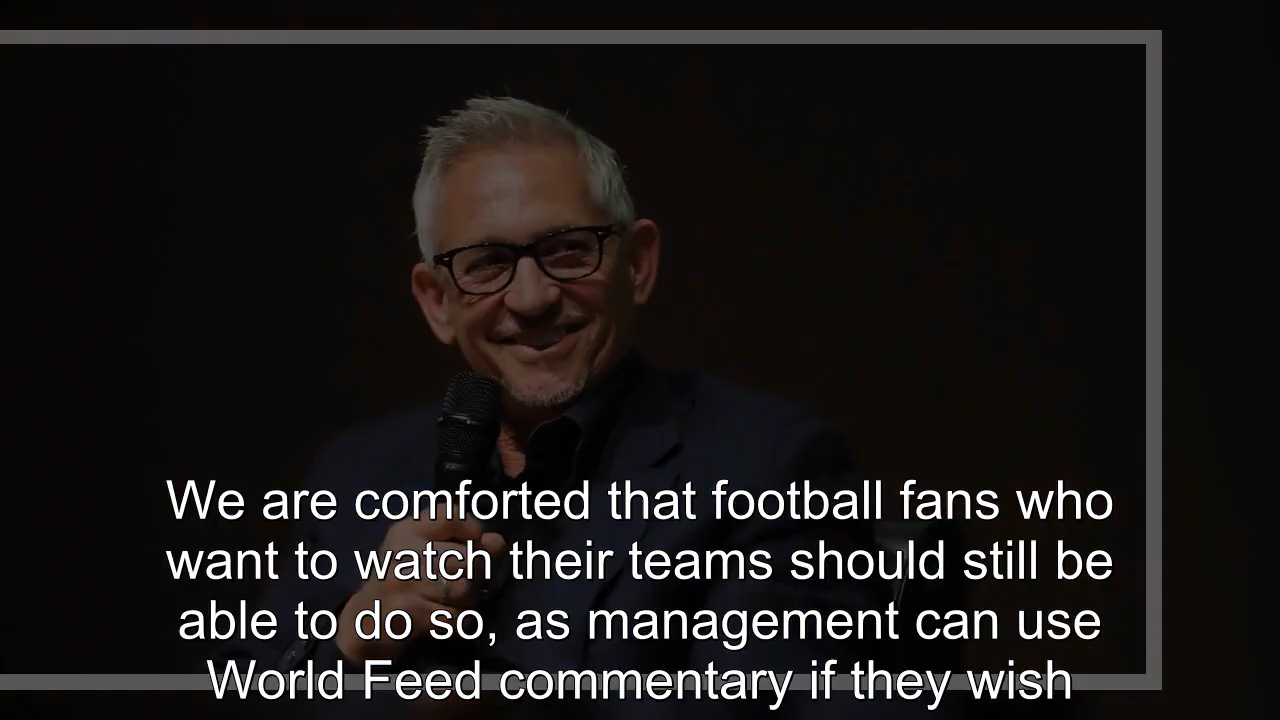 We are comforted that football fans who
want to watch their teams should still be
able to do so, as management can use
World Feed commentary if they wish